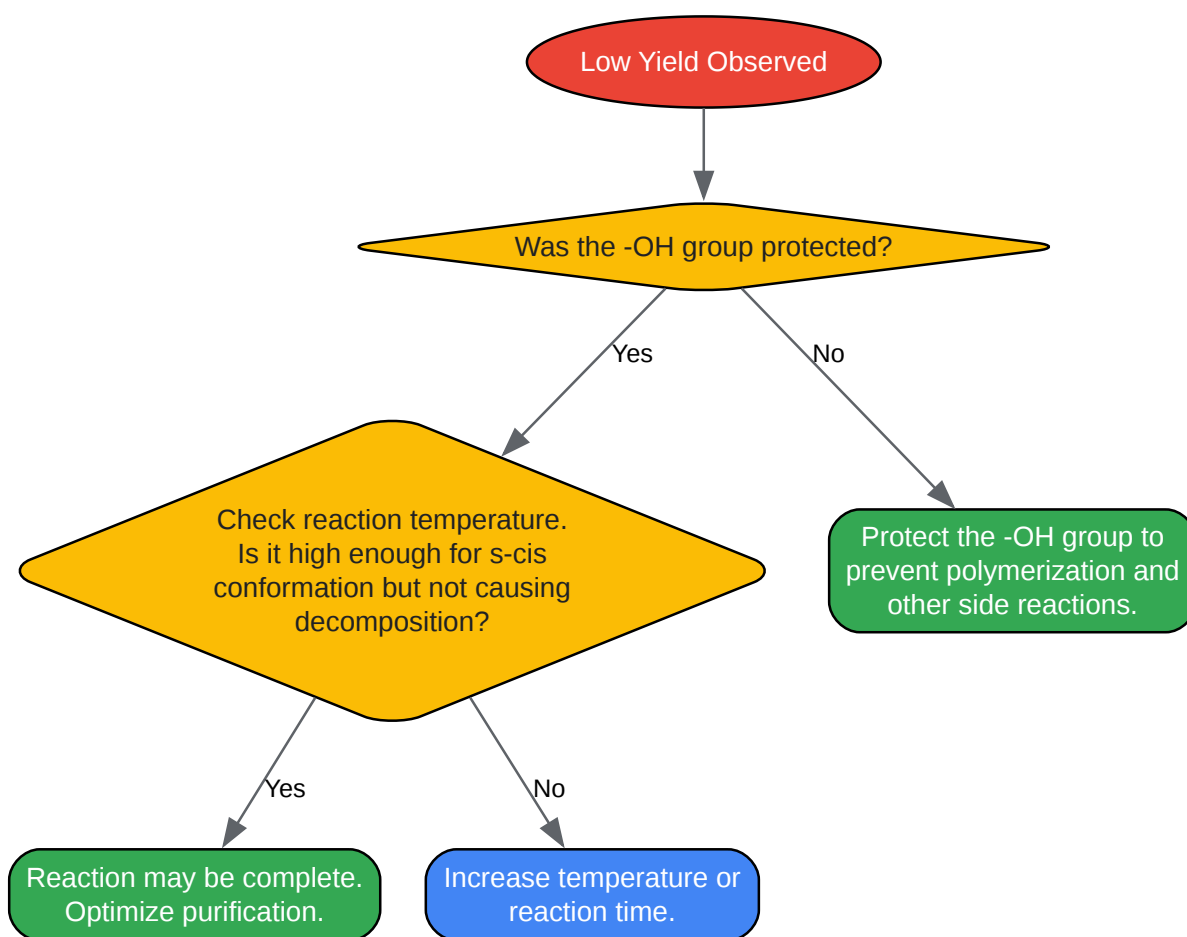 Low Yield Observed
Was the -OH group protected?
Yes
No
Check reaction temperature.
Is it high enough for s-cis
conformation but not causing
decomposition?
Protect the -OH group to
prevent polymerization and
other side reactions.
Yes
No
Reaction may be complete.
Optimize purification.
Increase temperature or
reaction time.